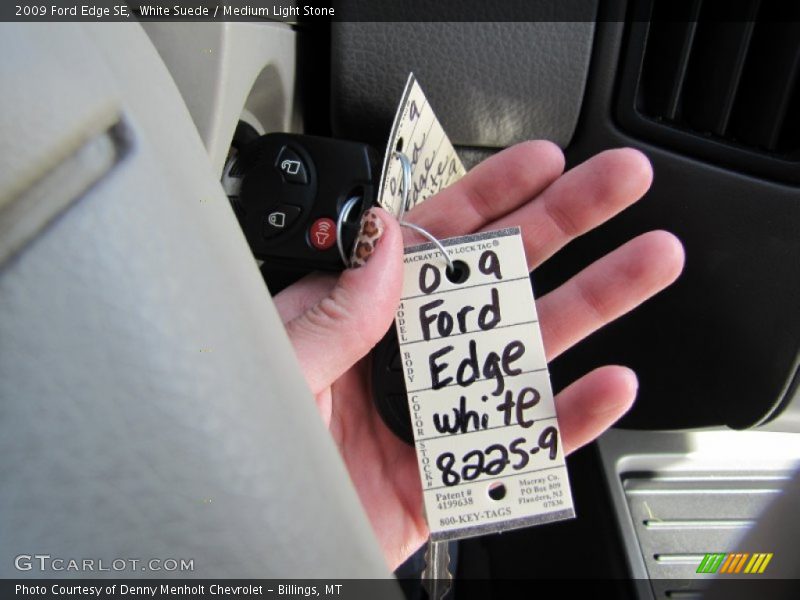 2009 Ford Edge SE, White Suede / Medium Light Stone
MACRAY TWIN LOCK TAG®
09
MODEL Ford
BODY Edge
COLOR white
STOCK# 8225-9
Patent #
4199638
Macray Co.
PO Box 809
Flanders, NJ
07836
800-KEY-TAGS
GTCARLOT.COM
Photo Courtesy of Denny Menholt Chevrolet – Billings, MT